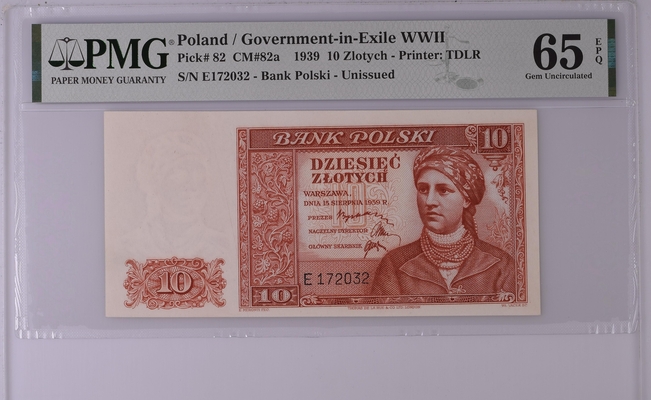 PMG
PAPER MONEY GUARANTY
Poland / Government-in-Exile WWII
Pick# 82 CM#82a 1939 10 Zlotych - Printer: TDLR
S/N E172032 - Bank Polski - Unissued
65 EPQ
Gem Uncirculated
BANK POLSKI
10
DZIESIĘĆ
ZŁOTYCH
WARSZAWA
DNIA 15 SIERPNIA 1939 R.
PREZES
NACZELNY DYREKTOR
GŁÓWNY SKARBNIK
E 172032
10
10